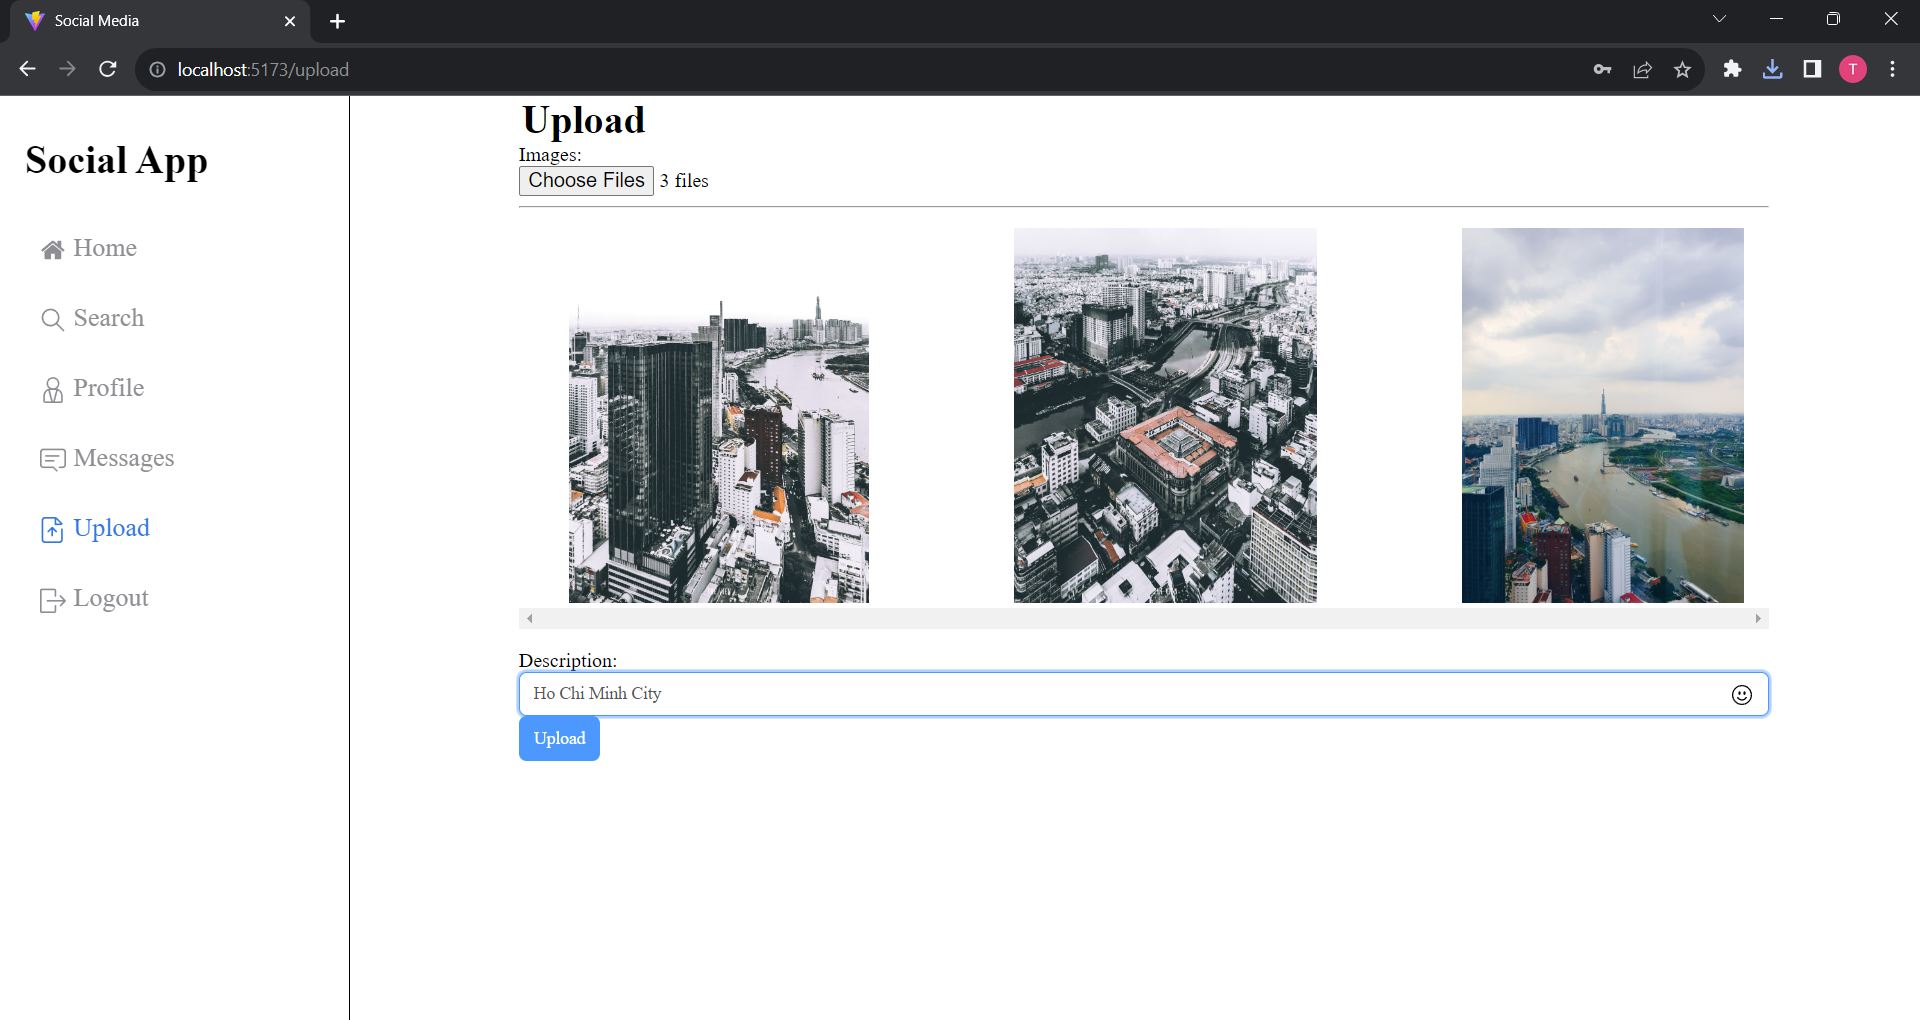 Social Media
localhost:5173/upload
T
Social App
Home
Search
Profile
Messages
Upload
Logout
Upload
Images:
Choose Files 3 files
Description:
Ho Chi Minh City
Upload